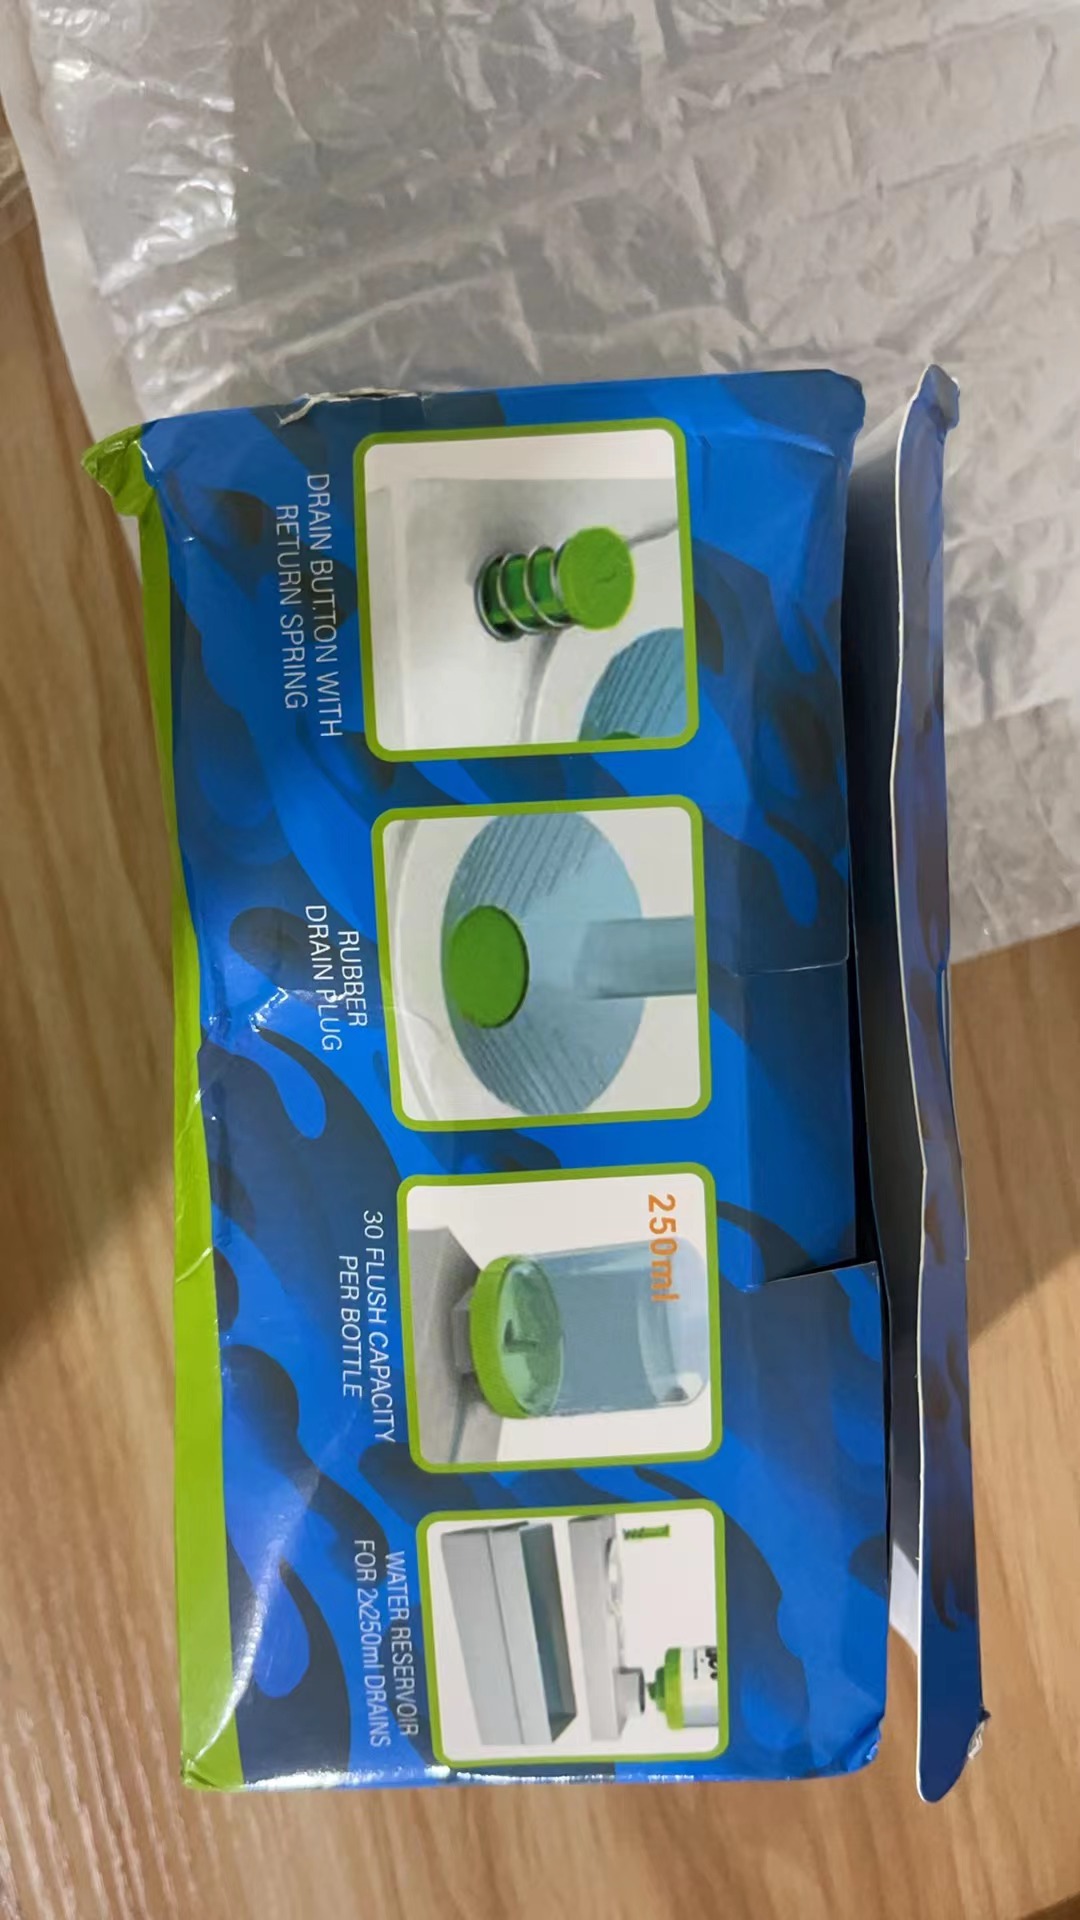 DRAIN BUTTON WITH
RETURN SPRING
RUBBER
DRAIN PLUG
250ml
30 FLUSH CAPACITY
PER BOTTLE
WATER RESERVOIR
FOR 2x250ml DRAINS